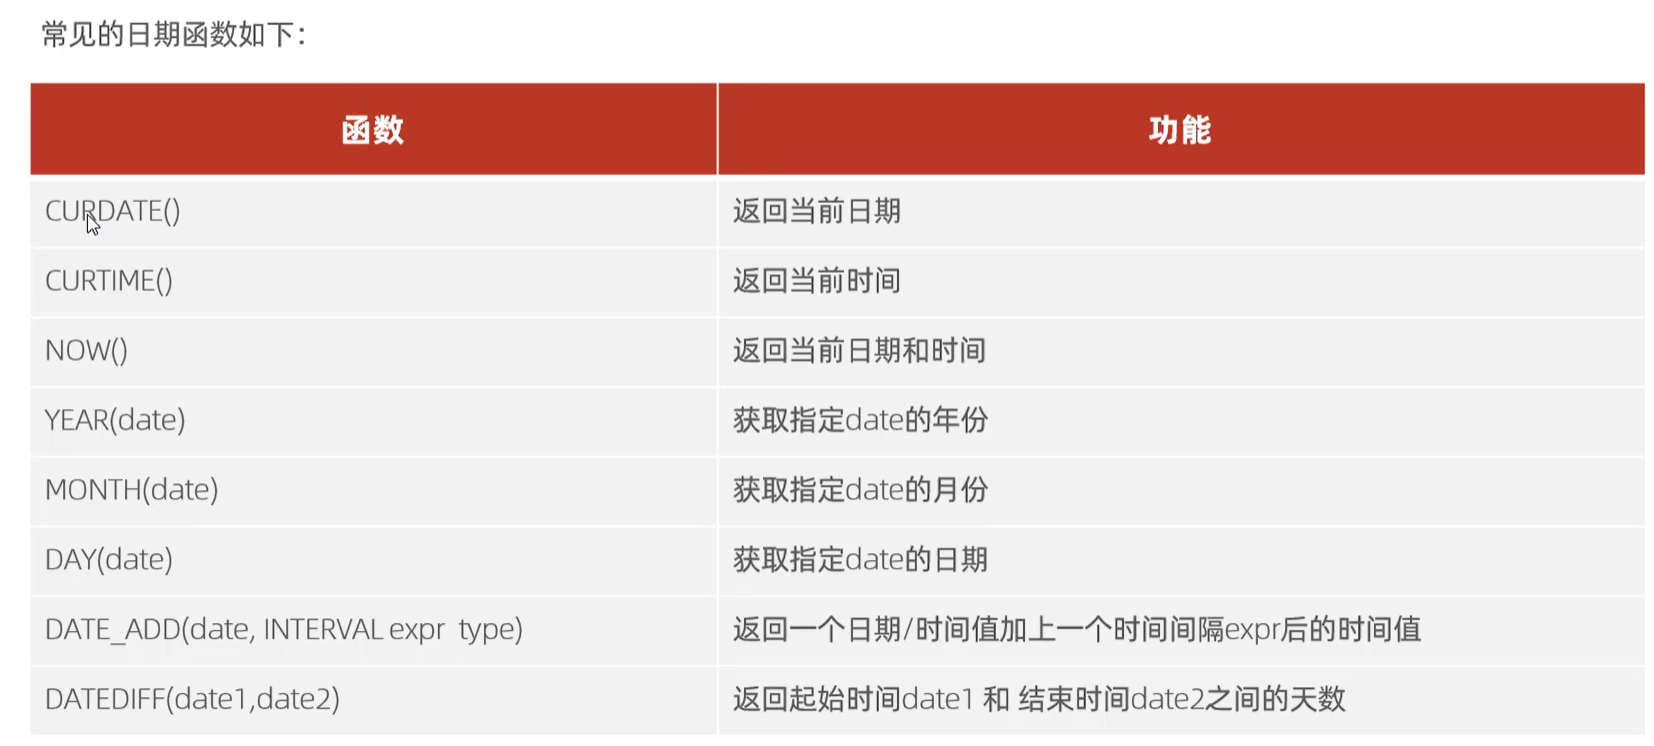 常见的日期函数如下：
函数 功能
CURDATE() 返回当前日期
CURTIME() 返回当前时间
NOW() 返回当前日期和时间
YEAR(date) 获取指定date的年份
MONTH(date) 获取指定date的月份
DAY(date) 获取指定date的日期
DATE_ADD(date, INTERVAL expr type) 返回一个日期/时间值加上一个时间间隔expr后的时间值
DATEDIFF(date1,date2) 返回起始时间date1 和 结束时间date2之间的天数